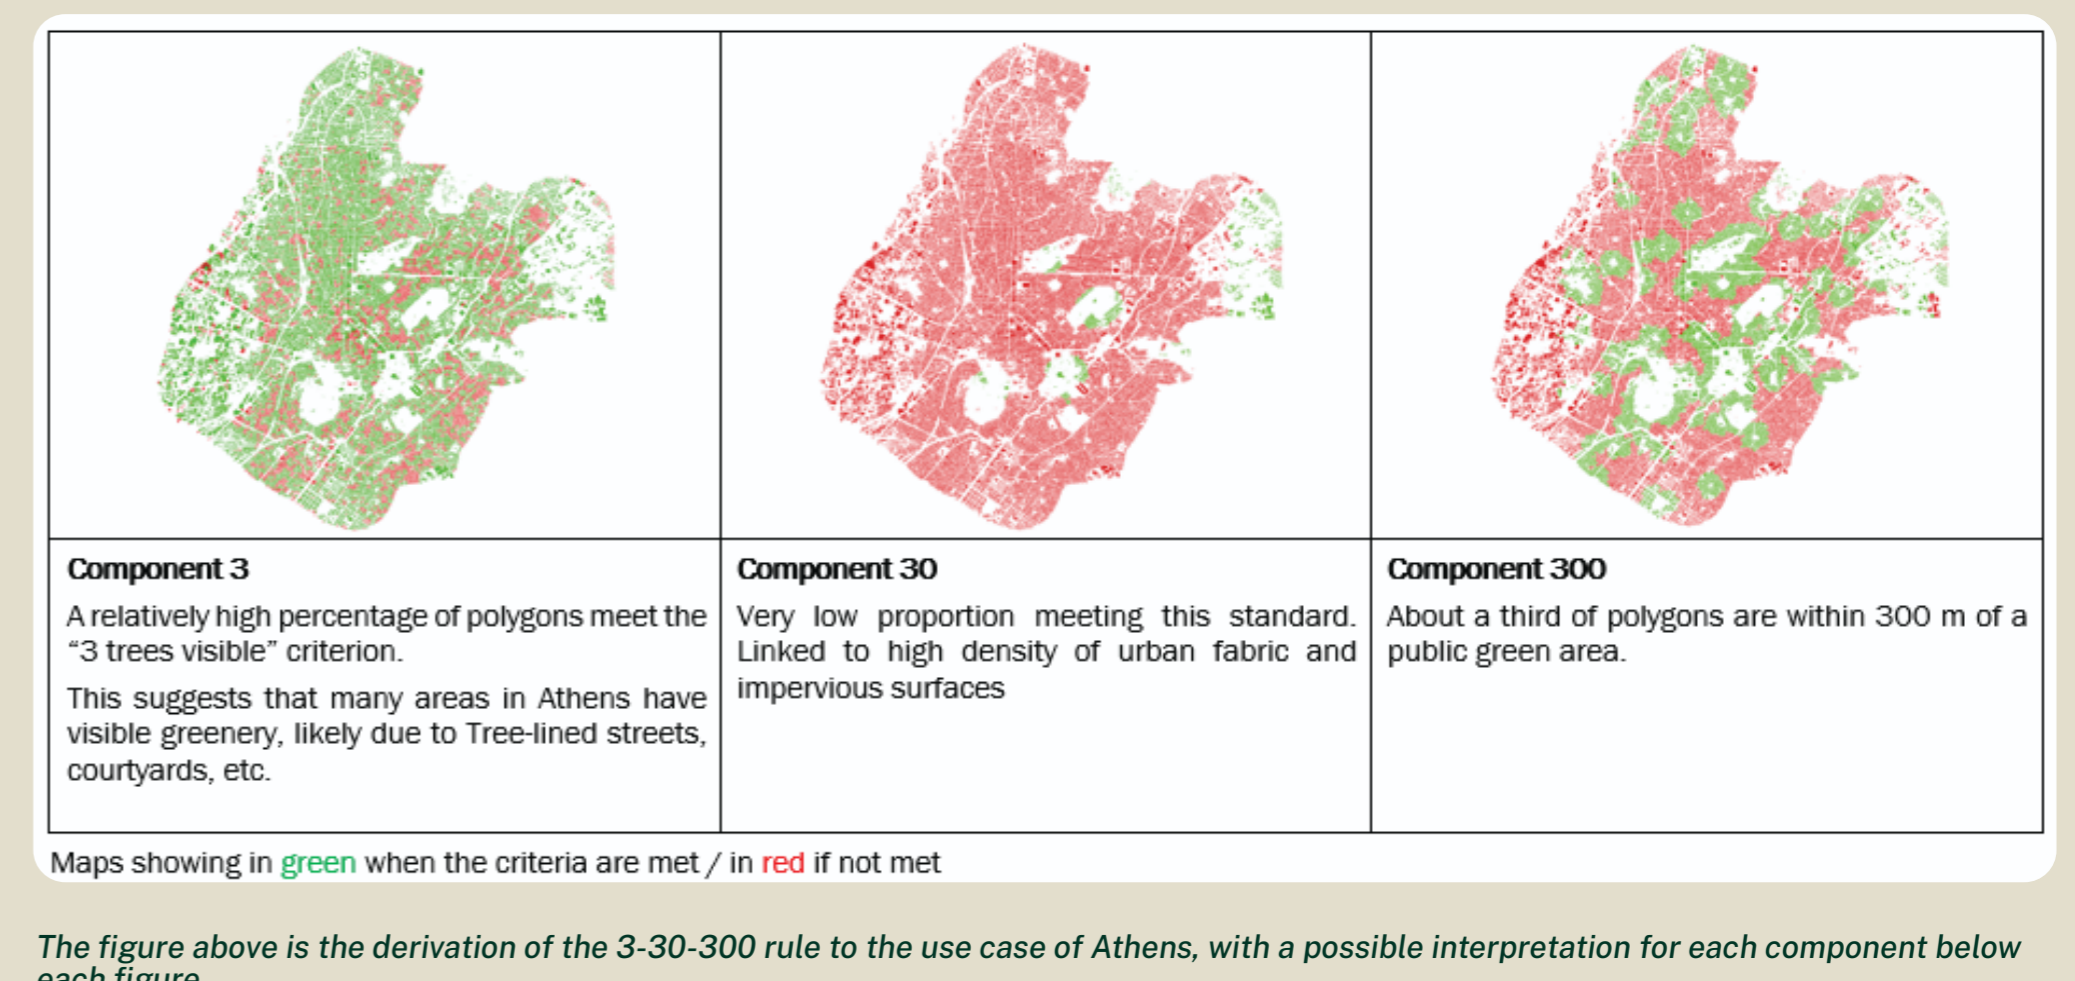 Component 3
A relatively high percentage of polygons meet the
“3 trees visible” criterion.
This suggests that many areas in Athens have
visible greenery, likely due to Tree-lined streets,
courtyards, etc.
Component 30
Very low proportion meeting this standard.
Linked to high density of urban fabric and
impervious surfaces
Component 300
About a third of polygons are within 300 m of a
public green area.
Maps showing in green when the criteria are met / in red if not met
The figure above is the derivation of the 3-30-300 rule to the use case of Athens, with a possible interpretation for each component below
each figure